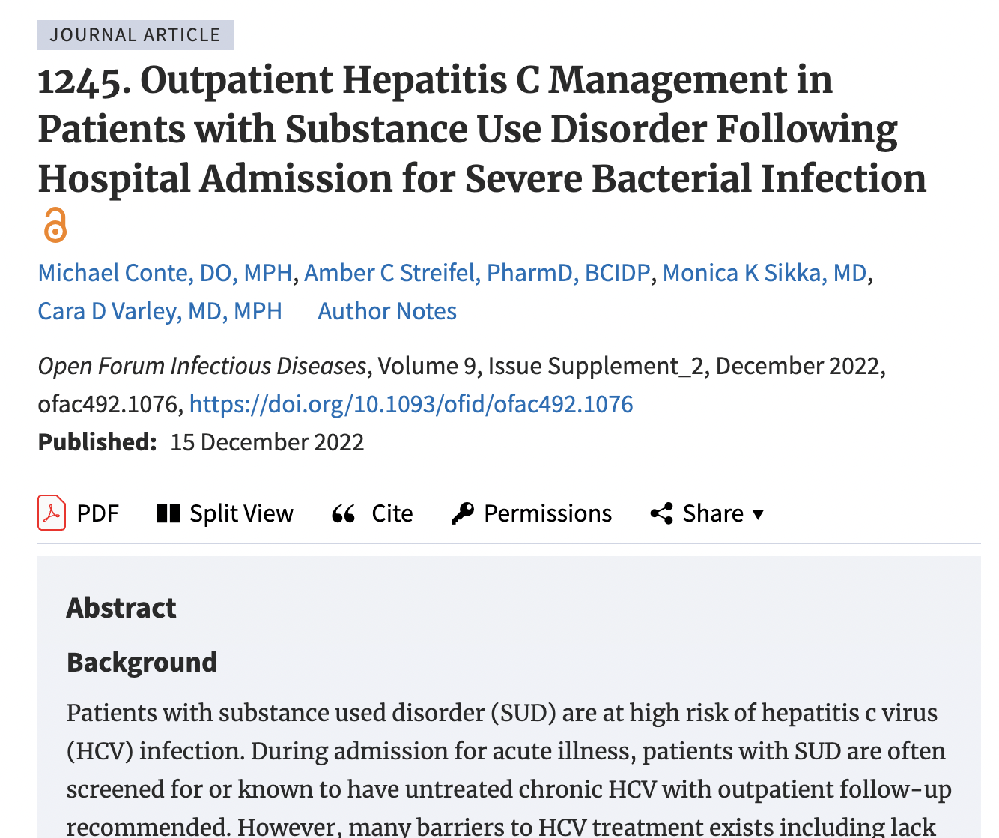 JOURNAL ARTICLE
1245. Outpatient Hepatitis C Management in
Patients with Substance Use Disorder Following
Hospital Admission for Severe Bacterial Infection
Michael Conte, DO, MPH, Amber C Streifel, PharmD, BCIDP, Monica K Sikka, MD,
Cara D Varley, MD, MPH Author Notes
Open Forum Infectious Diseases, Volume 9, Issue Supplement_2, December 2022,
ofac492.1076, https://doi.org/10.1093/ofid/ofac492.1076
Published: 15 December 2022
PDF Split View Cite Permissions Share
Abstract
Background
Patients with substance used disorder (SUD) are at high risk of hepatitis c virus
(HCV) infection. During admission for acute illness, patients with SUD are often
screened for or known to have untreated chronic HCV with outpatient follow-up
recommended. However, many barriers to HCV treatment exists including lack